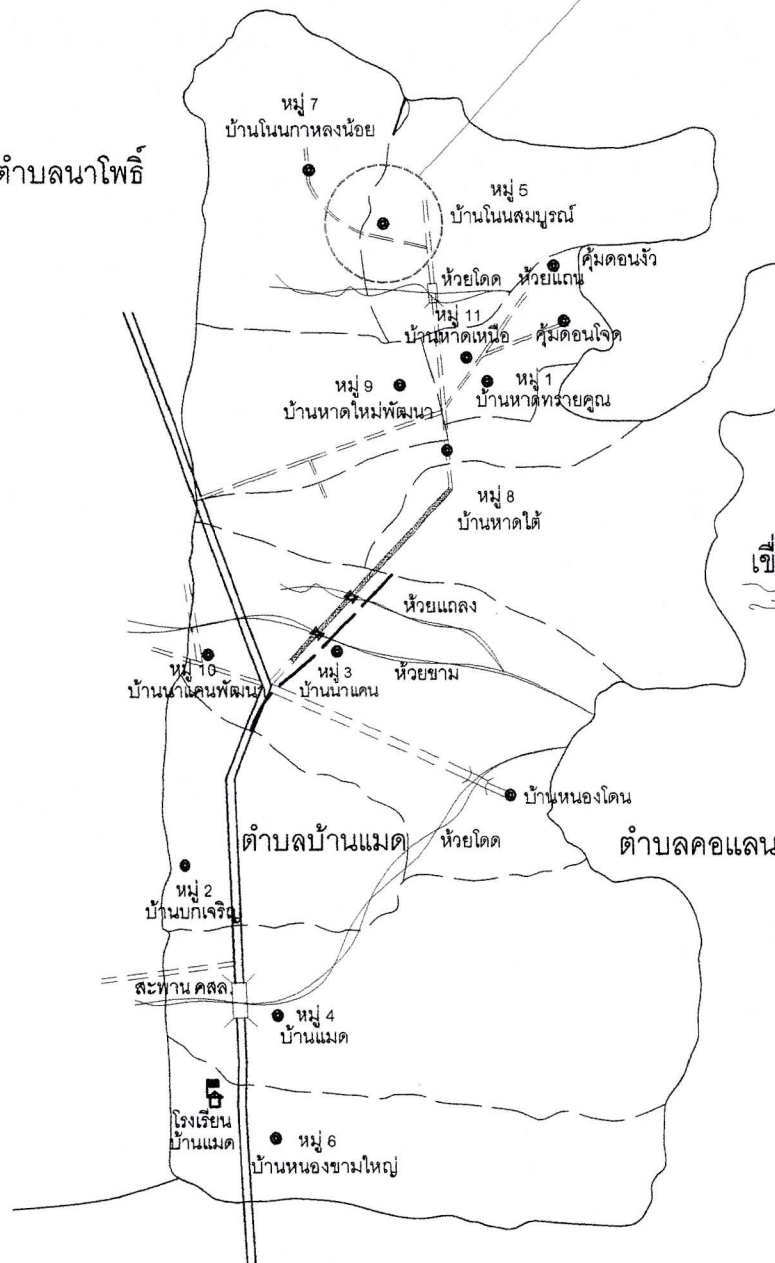 หมู่ 7
บ้านโนนกาหลงน้อย
ตำบลนาโพธิ์
หมู่ 5
บ้านโนนสมบูรณ์
คุ้มดอนงัว
ห้วยโดด
ห้วยแถน
หมู่ 11
บ้านหาดเหนือ
คุ้มดอนโจด
หมู่ 9
บ้านหาดใหม่พัฒนา
หมู่ 1
บ้านหาดทรายคูณ
หมู่ 8
บ้านหาดใต้
ห้วยแถลง
หมู่ 10
บ้านนาแคนพัฒนา
หมู่ 3
บ้านนาแคน
ห้วยขาม
บ้านหนองโดน
ตำบลบ้านแมด
ห้วยโดด
ตำบลคอแลน
หมู่ 2
บ้านบกเจริญ
สะพาน คสล.
หมู่ 4
บ้านแมด
โรงเรียน
บ้านแมด
หมู่ 6
บ้านหนองขามใหญ่